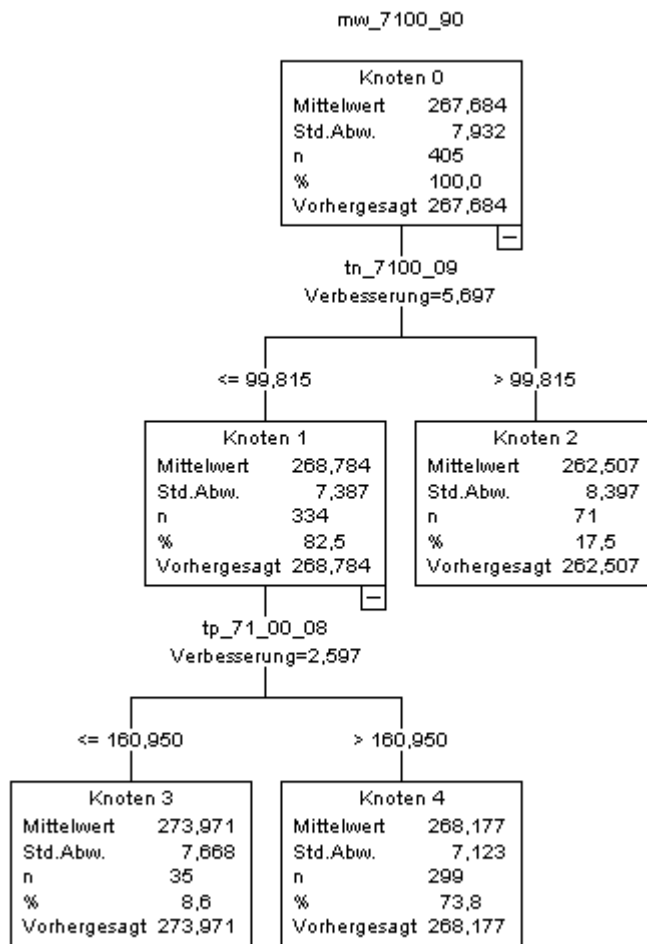 mw_7100_90
Knoten 0
Mittelwert 267,684
Std.Abw. 7,932
n 405
% 100,0
Vorhergesagt 267,684
tn_7100_09
Verbesserung=5,697
<= 99,815
> 99,815
Knoten 1
Mittelwert 268,784
Std.Abw. 7,387
n 334
% 82,5
Vorhergesagt 268,784
Knoten 2
Mittelwert 262,507
Std.Abw. 8,397
n 71
% 17,5
Vorhergesagt 262,507
tp_71_00_08
Verbesserung=2,597
<= 160,950
> 160,950
Knoten 3
Mittelwert 273,971
Std.Abw. 7,668
n 35
% 8,6
Vorhergesagt 273,971
Knoten 4
Mittelwert 268,177
Std.Abw. 7,123
n 299
% 73,8
Vorhergesagt 268,177